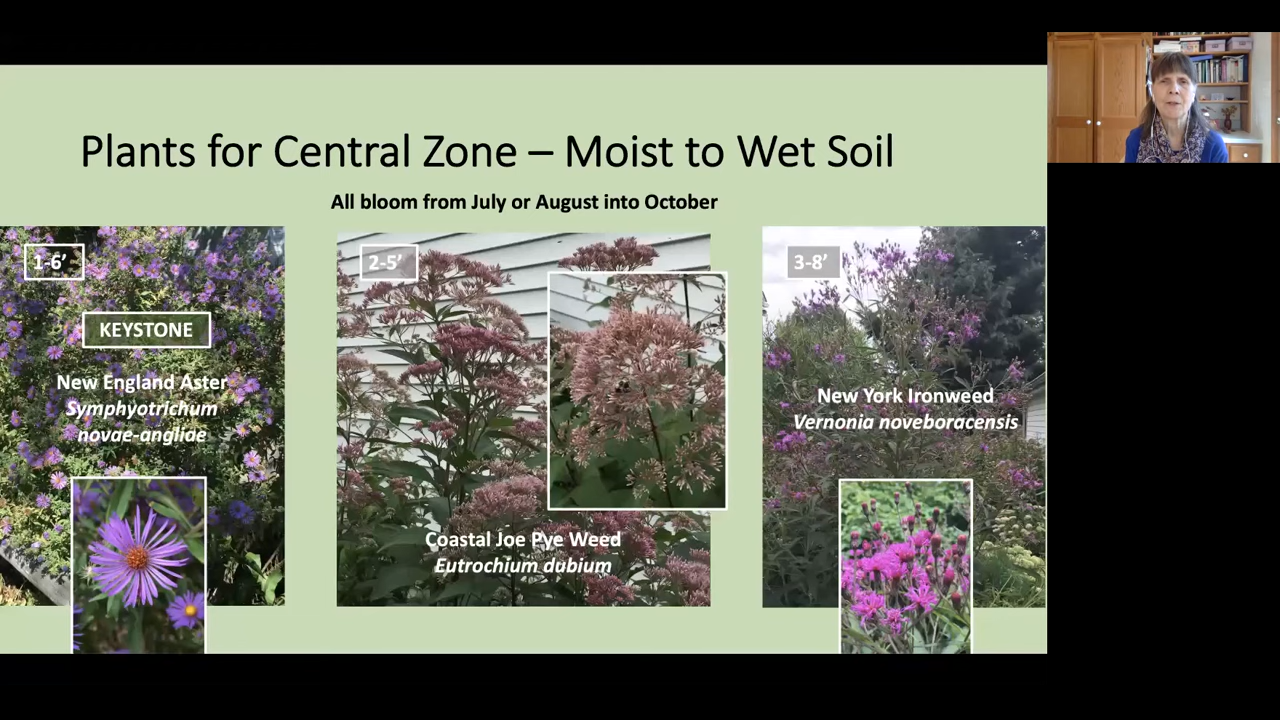 Plants for Central Zone – Moist to Wet Soil
All bloom from July or August into October
1-6’
KEYSTONE
New England Aster
Symphyotrichum
novae-angliae
2-5’
Coastal Joe Pye Weed
Eutrochium dubium
3-8’
New York Ironweed
Vernonia noveboracensis